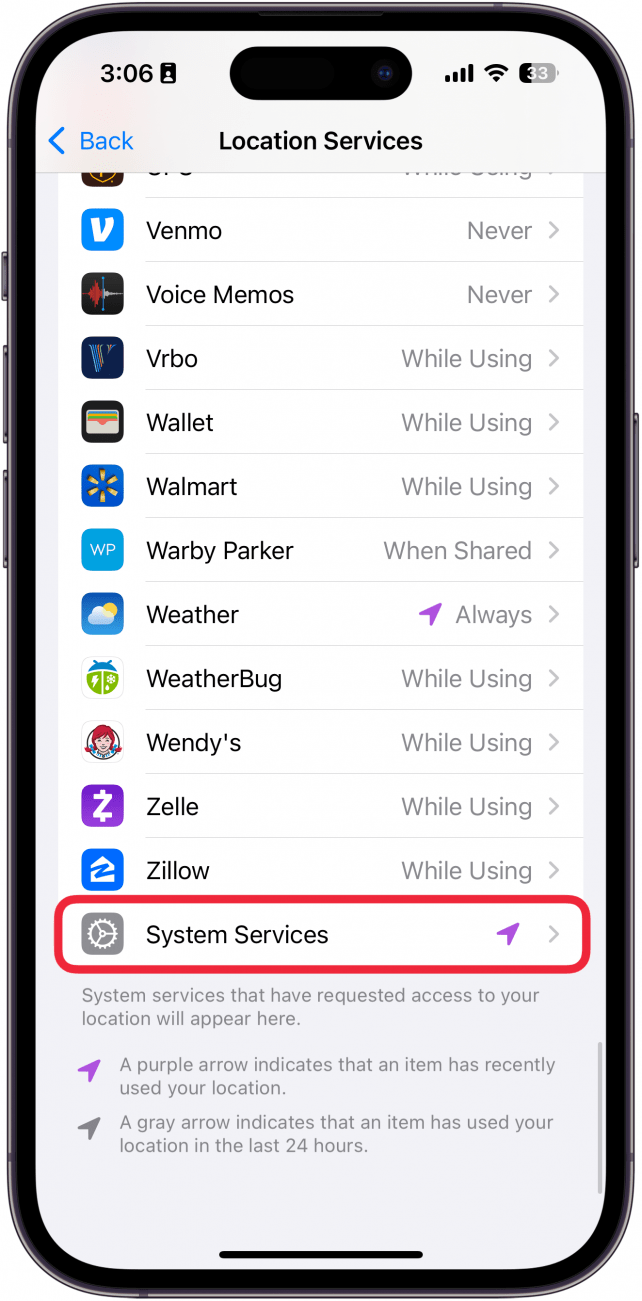 3:06
33
Back
Location Services
While Using
Venmo Never
Voice Memos Never
Vrbo While Using
Wallet While Using
Walmart While Using
WP Warby Parker When Shared
Weather Always
WeatherBug While Using
Wendy's While Using
Zelle While Using
Zillow While Using
System Services
System services that have requested access to your
location will appear here.
A purple arrow indicates that an item has recently
used your location.
A gray arrow indicates that an item has used your
location in the last 24 hours.